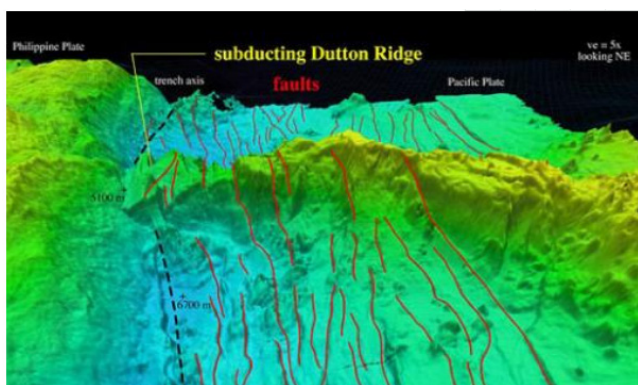 Philippine Plate
subducting Dutton Ridge
ve = 5x
looking NE
trench axis
faults
Pacific Plate
5100 m
6700 m